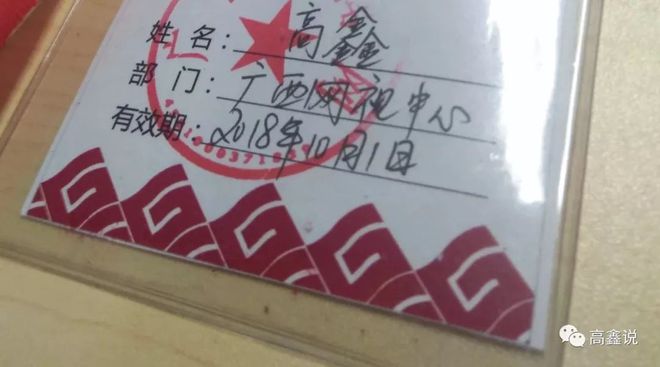 姓 名：高鑫
部 门：广西网视中心
有效期：2018年10月1日
高鑫说